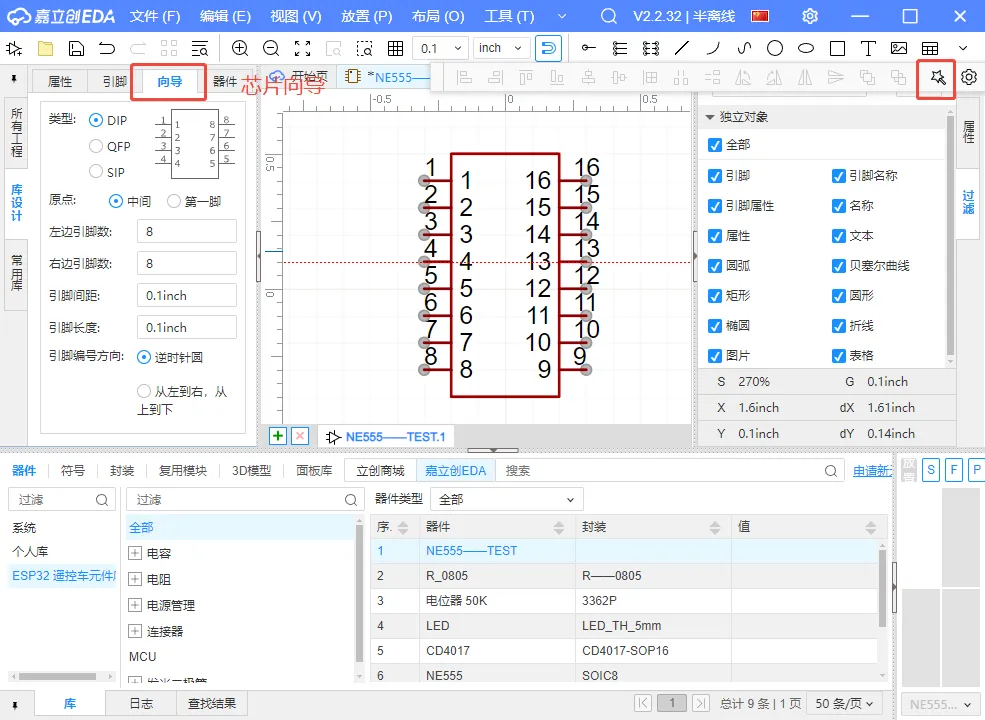 嘉立创EDA 文件 (F) 编辑 (E) 视图 (V) 放置 (P) 布局 (O) 工具 (T) V2.2.32 | 半离线
0.1 inch
属性 引脚 向导 器件 开始页 *NE555——
芯片向导
所有工程
库设计
常用库
类型: DIP
QFP
SIP
1 1 8 8
2 2 7 7
3 3 6 6
4 4 5 5
原点: 中间 第一脚
左边引脚数: 8
右边引脚数: 8
引脚间距: 0.1inch
引脚长度: 0.1inch
引脚编号方向: 逆时针圆
从左到右，从
上到下
-0.5 0 0.5
0.5
0
1 1 16 16
2 2 15 15
3 3 14 14
4 4 13 13
5 5 12 12
6 6 11 11
7 7 10 10
8 8 9 9
NE555——TEST.1
独立对象
全部
引脚 引脚名称
引脚属性 名称
属性 文本
圆弧 贝塞尔曲线
矩形 圆形
椭圆 折线
图片 表格
属性
过滤
S 270% G 0.1inch
X 1.6inch dX 1.61inch
Y 0.1inch dY 0.14inch
器件 符号 封装 复用模块 3D模型 面板库 立创商城 嘉立创EDA 搜索
S F P
过滤 过滤 器件类型 全部
系统
个人库
ESP32 遥控车元件
全部
电容
电阻
电源管理
连接器
MCU
发光二极管
序. 器件 封装 值
1 NE555——TEST
2 R_0805 R——0805
3 电位器 50K 3362P
4 LED LED_TH_5mm
5 CD4017 CD4017-SOP16
6 NE555 SOIC8
库 日志 查找结果
1 总计 9 条 | 1 页 50 条/页
NE555...